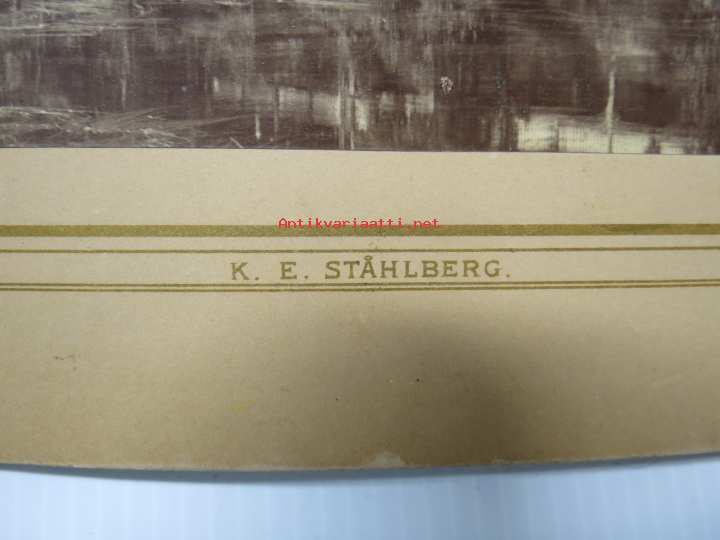 Antikvariaatti.net
K. E. STÅHLBERG.